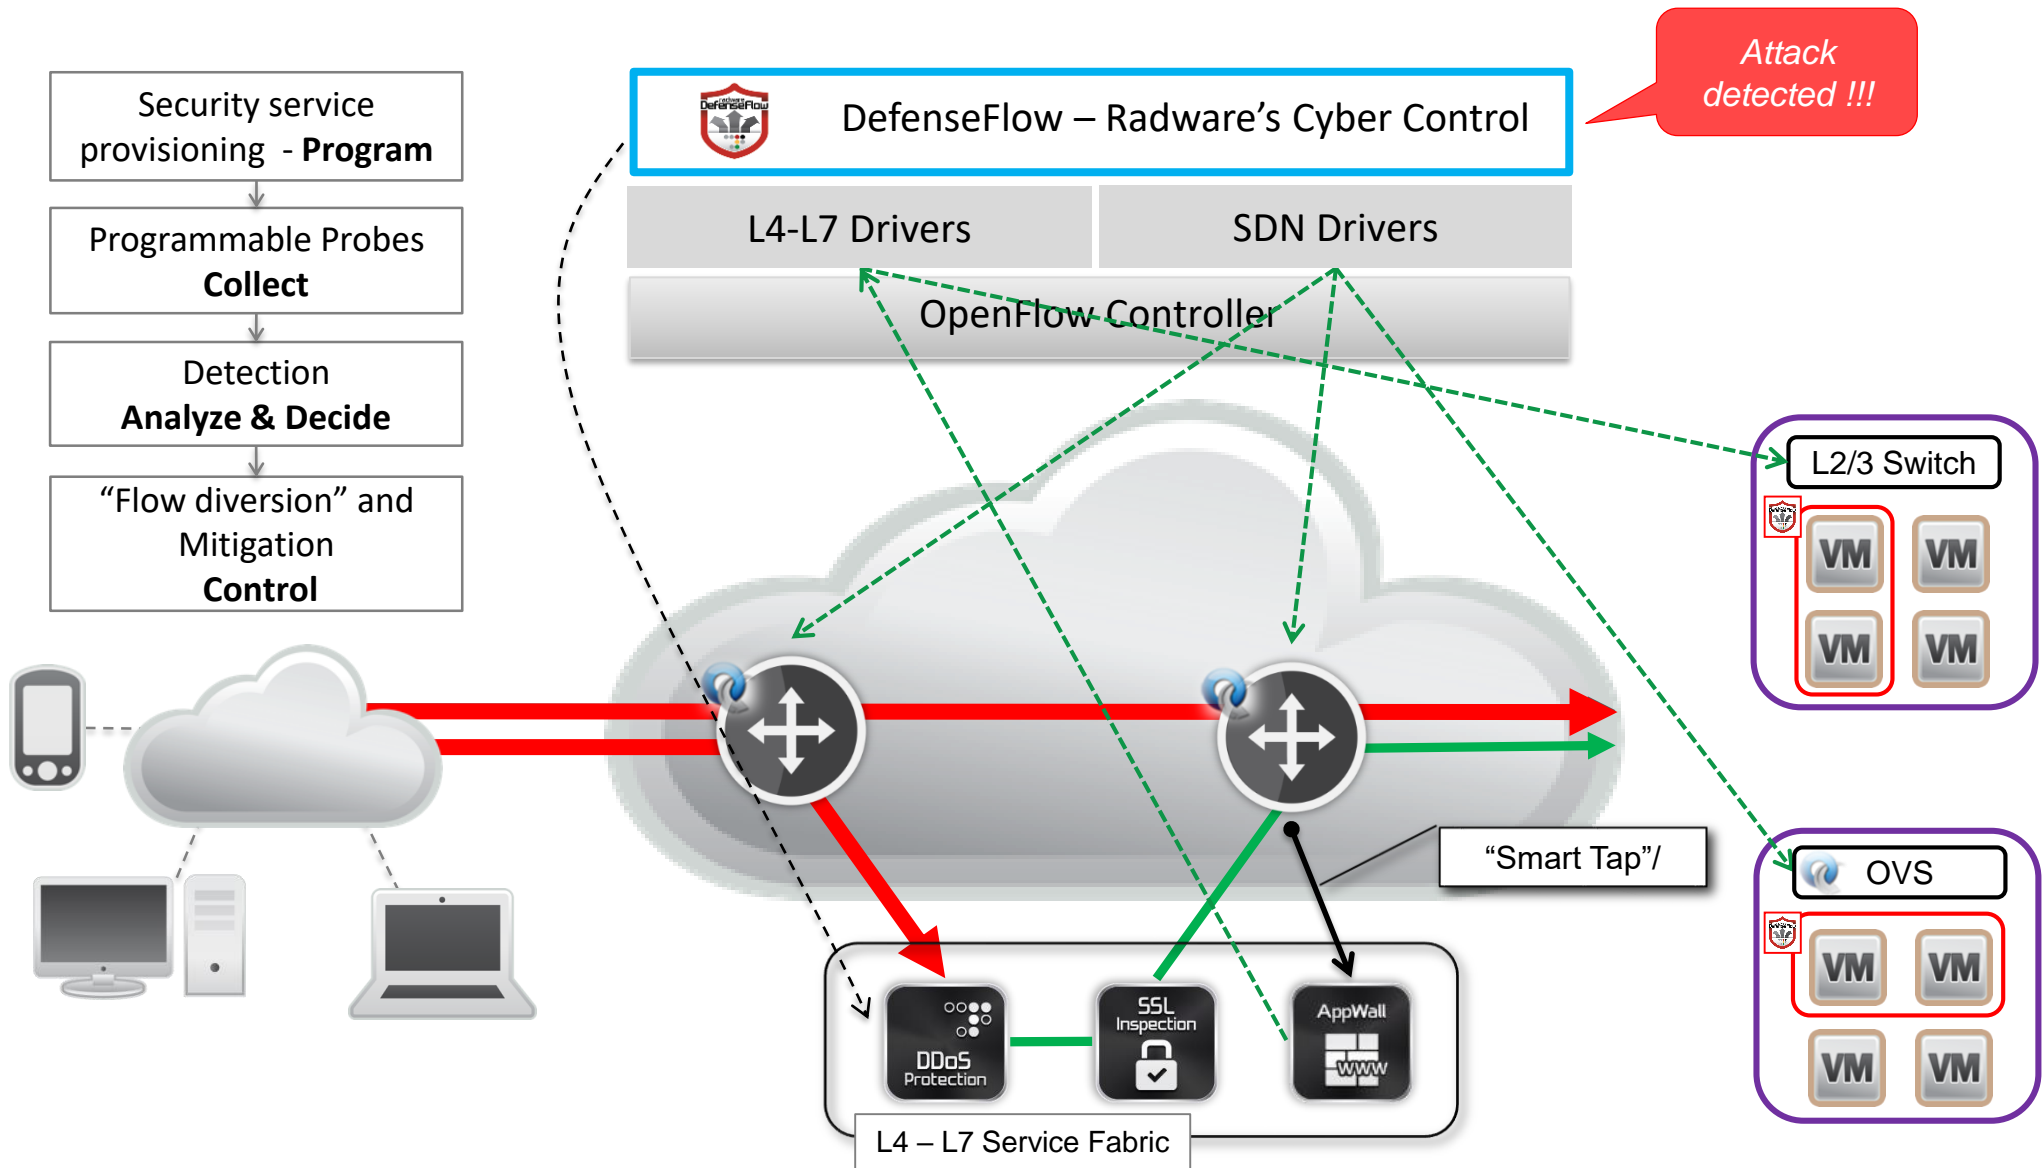 Security service
provisioning - Program
Programmable Probes
Collect
Detection
Analyze & Decide
“Flow diversion” and
Mitigation
Control
radware
DefenseFlow
DefenseFlow – Radware’s Cyber Control
Attack
detected !!!
L4-L7 Drivers
SDN Drivers
OpenFlow Controller
L2/3 Switch
VM
VM
VM
VM
“Smart Tap”/
OVS
VM
VM
VM
VM
DDoS
Protection
SSL
Inspection
AppWall
www
L4 – L7 Service Fabric